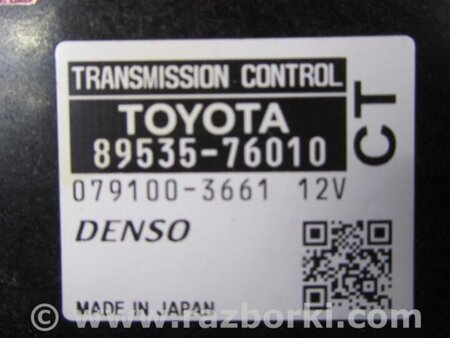 TRANSMISSION CONTROL
TOYOTA
89535-76010
CT
079100-3661 12V
DENSO
MADE IN JAPAN
© www.razborki.com